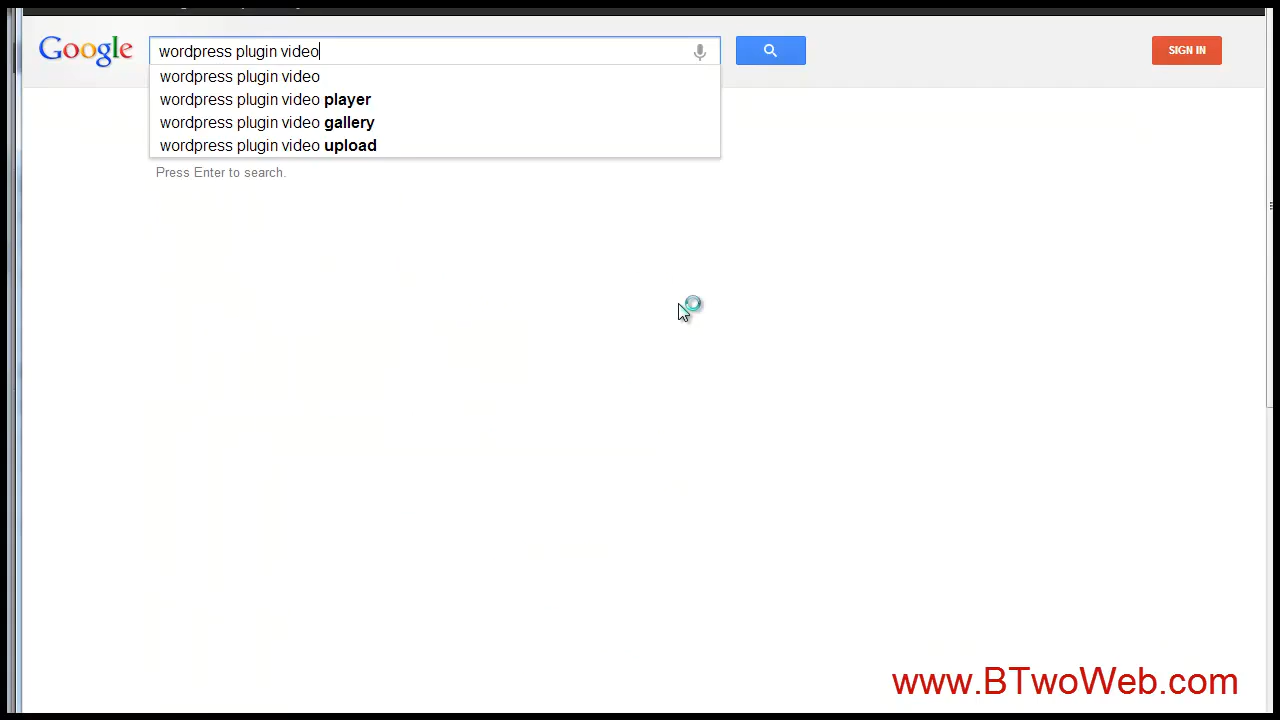 Google
wordpress plugin video
SIGN IN
wordpress plugin video
wordpress plugin video player
wordpress plugin video gallery
wordpress plugin video upload
Press Enter to search.
www.BTwoWeb.com